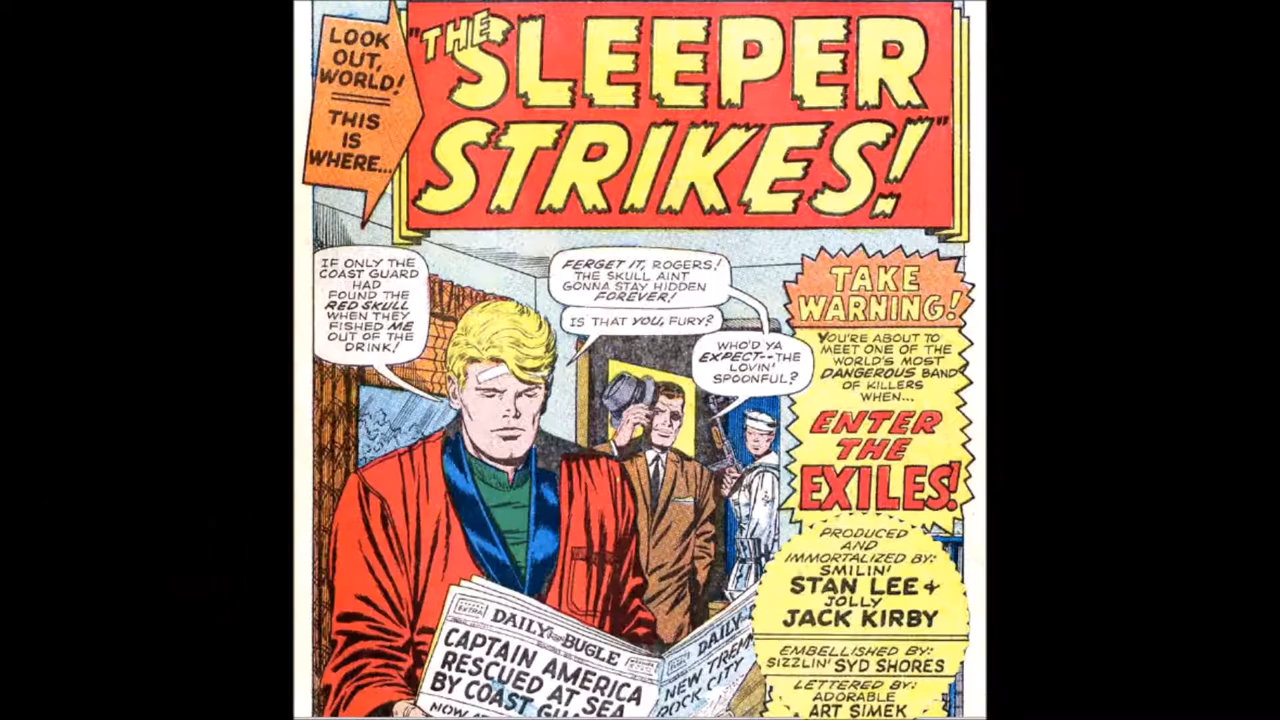 LOOK
OUT,
WORLD!
THIS
IS
WHERE...
"THE
SLEEPER
STRIKES!"
IF ONLY THE
COAST GUARD
HAD
FOUND THE
RED SKULL
WHEN THEY
FISHED ME
OUT OF THE
DRINK!
FERGET IT, ROGERS!
THE SKULL AINT
GONNA STAY HIDDEN
FOREVER!
IS THAT YOU, FURY?
WHO'D YA
EXPECT--THE
LOVIN'
SPOONFUL?
TAKE
WARNING!
YOU'RE ABOUT TO
MEET ONE OF THE
WORLD'S MOST
DANGEROUS BAND
OF KILLERS
WHEN...
ENTER
THE
EXILES!
PRODUCED
AND
IMMORTALIZED BY:
SMILIN'
STAN LEE &
JOLLY
JACK KIRBY
EMBELLISHED BY:
SIZZLIN' SYD SHORES
LETTERED BY:
ADORABLE
ART SIMEK
EXTRA
DAILY BUGLE
CAPTAIN AMERICA
RESCUED AT SEA
BY COAST
DAILY
NEW
ROCK CITY